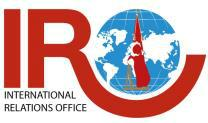 IRO
INTERNATIONAL
RELATIONS OFFICE